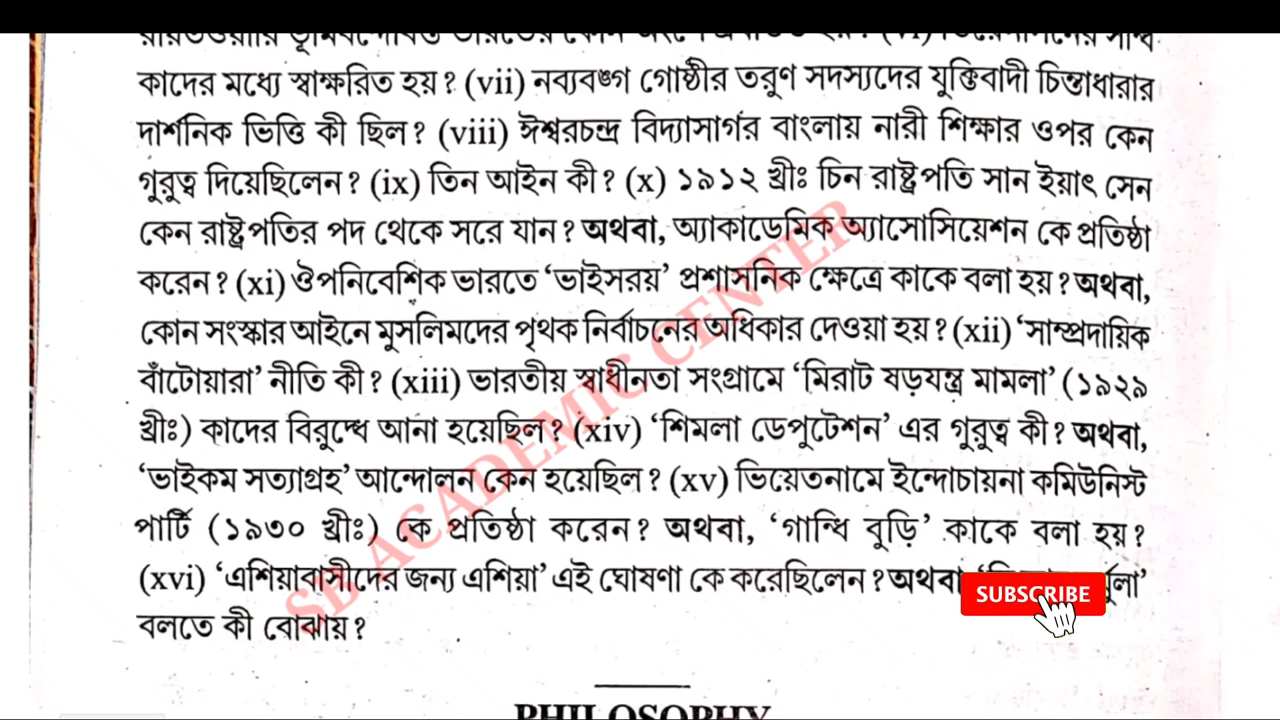 কাদের মধ্যে স্বাক্ষরিত হয়? (vii) নব্যবঙ্গ গোষ্ঠীর তরুণ সদস্যদের যুক্তিবাদী চিন্তাধারার
দার্শনিক ভিত্তি কী ছিল? (viii) ঈশ্বরচন্দ্র বিদ্যাসাগর বাংলায় নারী শিক্ষার ওপর কেন
গুরুত্ব দিয়েছিলেন? (ix) তিন আইন কী? (x) ১৯১২ খ্রীঃ চিন রাষ্ট্রপতি সান ইয়াৎ সেন
কেন রাষ্ট্রপতির পদ থেকে সরে যান? অথবা, অ্যাকাডেমিক অ্যাসোসিয়েশন কে প্রতিষ্ঠা
করেন? (xi) ঔপনিবেশিক ভারতে ‘ভাইসরয়’ প্রশাসনিক ক্ষেত্রে কাকে বলা হয়? অথবা,
কোন সংস্কার আইনে মুসলিমদের পৃথক নির্বাচনের অধিকার দেওয়া হয়? (xii) ‘সাম্প্রদায়িক
বাঁটোয়ারা’ নীতি কী? (xiii) ভারতীয় স্বাধীনতা সংগ্রামে ‘মিরাট ষড়যন্ত্র মামলা’ (১৯২৯
খ্রীঃ) কাদের বিরুদ্ধে আনা হয়েছিল? (xiv) ‘শিমলা ডেপুটেশন’ এর গুরুত্ব কী? অথবা,
‘ভাইকম সত্যাগ্রহ’ আন্দোলন কেন হয়েছিল? (xv) ভিয়েতনামে ইন্দোচায়না কমিউনিস্ট
পার্টি (১৯৩০ খ্রীঃ) কে প্রতিষ্ঠা করেন? অথবা, ‘গান্ধি বুড়ি’ কাকে বলা হয়?
(xvi) ‘এশিয়াবাসীদের জন্য এশিয়া’ এই ঘোষণা কে করেছিলেন? অথবা
বলতে কী বোঝায়?
SB ACADEMIC CENTER
SUBSCRIBE
PHILOSOPHY